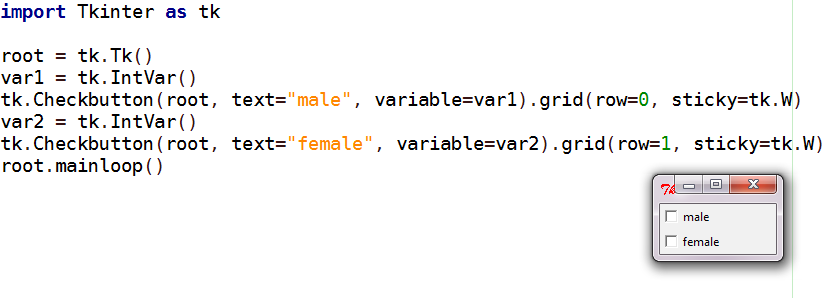 import Tkinter as tk
root = tk.Tk()
var1 = tk.IntVar()
tk.Checkbutton(root, text="male", variable=var1).grid(row=0, sticky=tk.W)
var2 = tk.IntVar()
tk.Checkbutton(root, text="female", variable=var2).grid(row=1, sticky=tk.W)
root.mainloop()
male
female